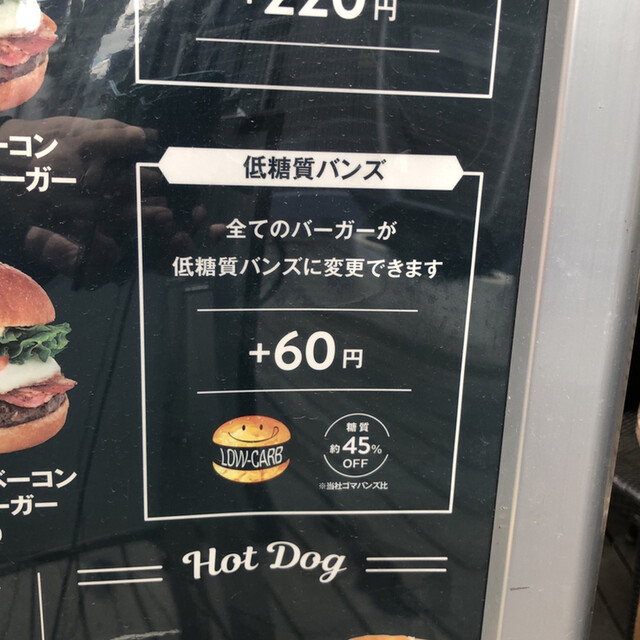 +220円
ーコン
ーガー
低糖質バンズ
全てのバーガーが
低糖質バンズに変更できます
+60円
LOW-CARB
糖質
約45%
OFF
※当社ゴマバンズ比
ベーコン
ーガー
Hot Dog